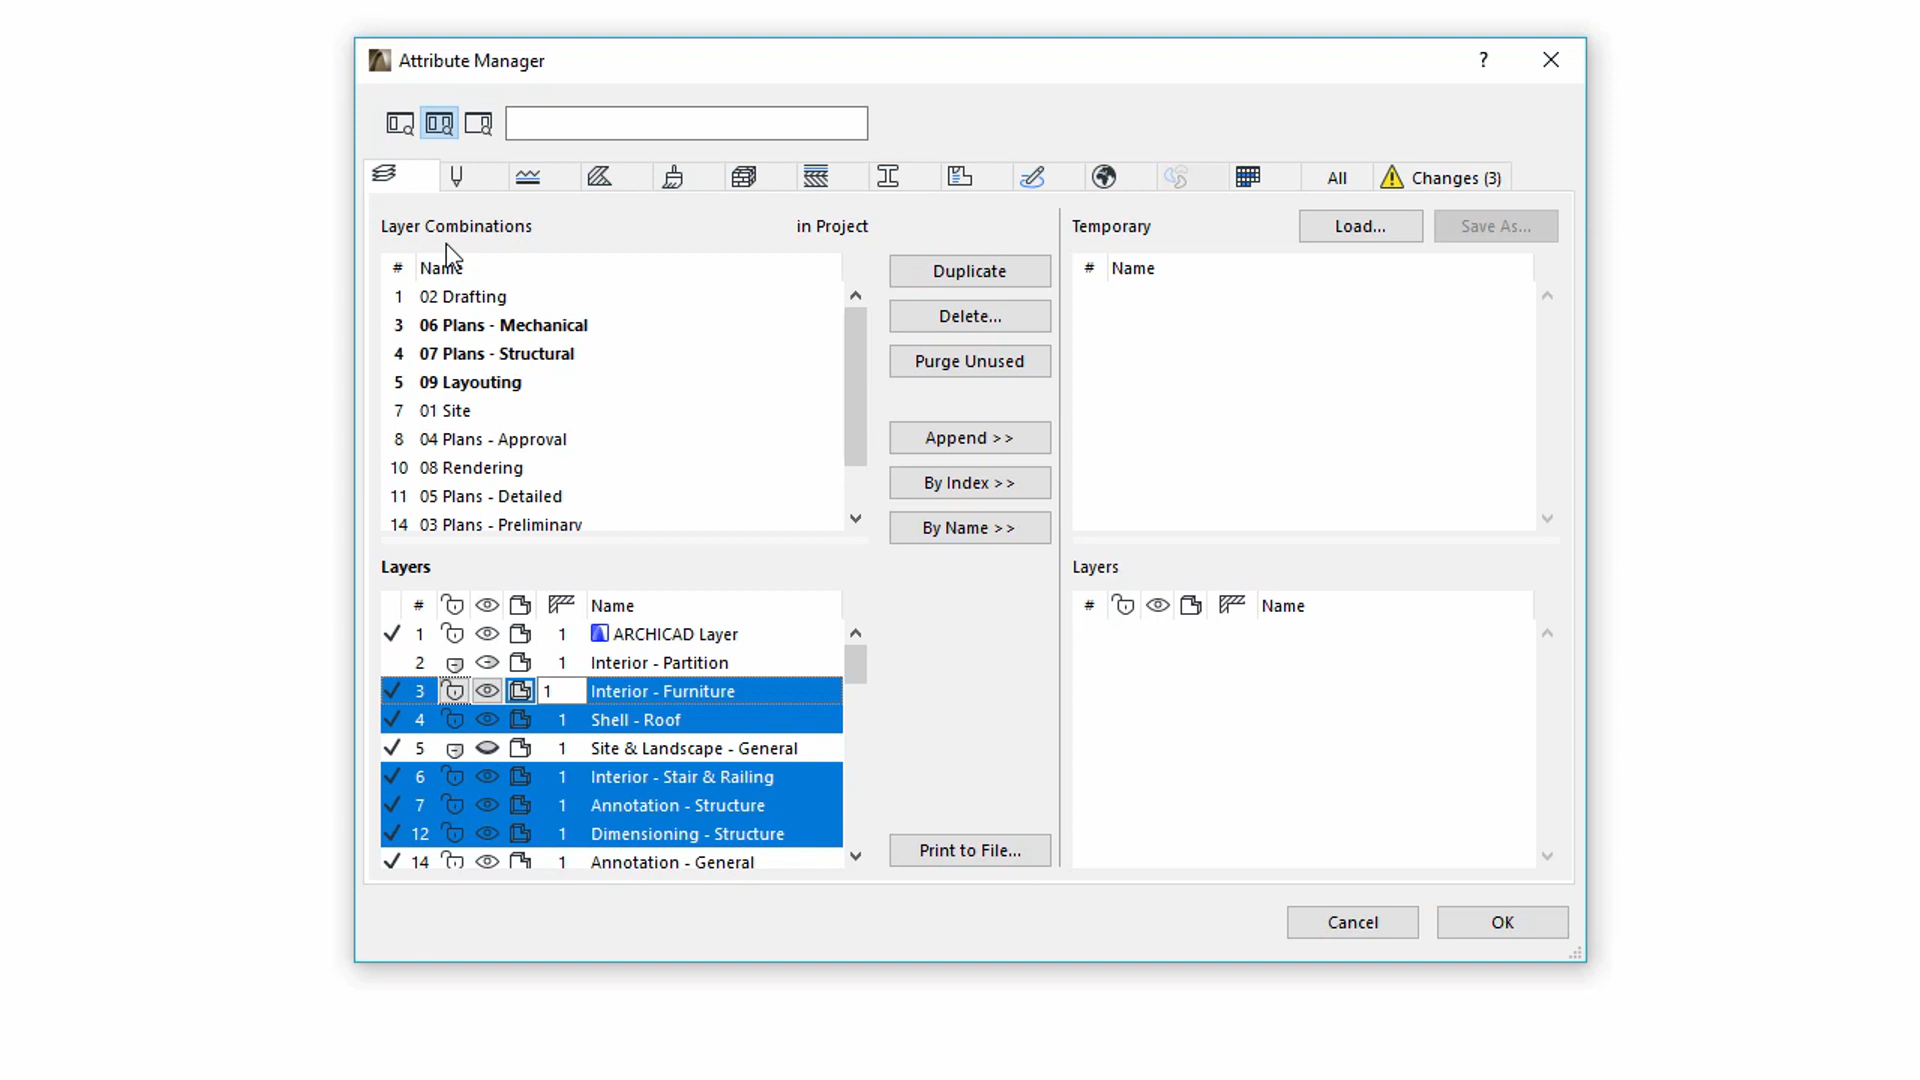 Attribute Manager ?
All Changes (3)
Layer Combinations in Project
# Name
1 02 Drafting
3 06 Plans - Mechanical
4 07 Plans - Structural
5 09 Layouting
7 01 Site
8 04 Plans - Approval
10 08 Rendering
11 05 Plans - Detailed
14 03 Plans - Preliminary
Duplicate
Delete...
Purge Unused
Append >>
By Index >>
By Name >>
Temporary Load... Save As...
# Name
Layers
# Name
1 1 ARCHICAD Layer
2 1 Interior - Partition
3 1 Interior - Furniture
4 1 Shell - Roof
5 1 Site & Landscape - General
6 1 Interior - Stair & Railing
7 1 Annotation - Structure
12 1 Dimensioning - Structure
14 1 Annotation - General
Print to File...
Layers
# Name
Cancel OK